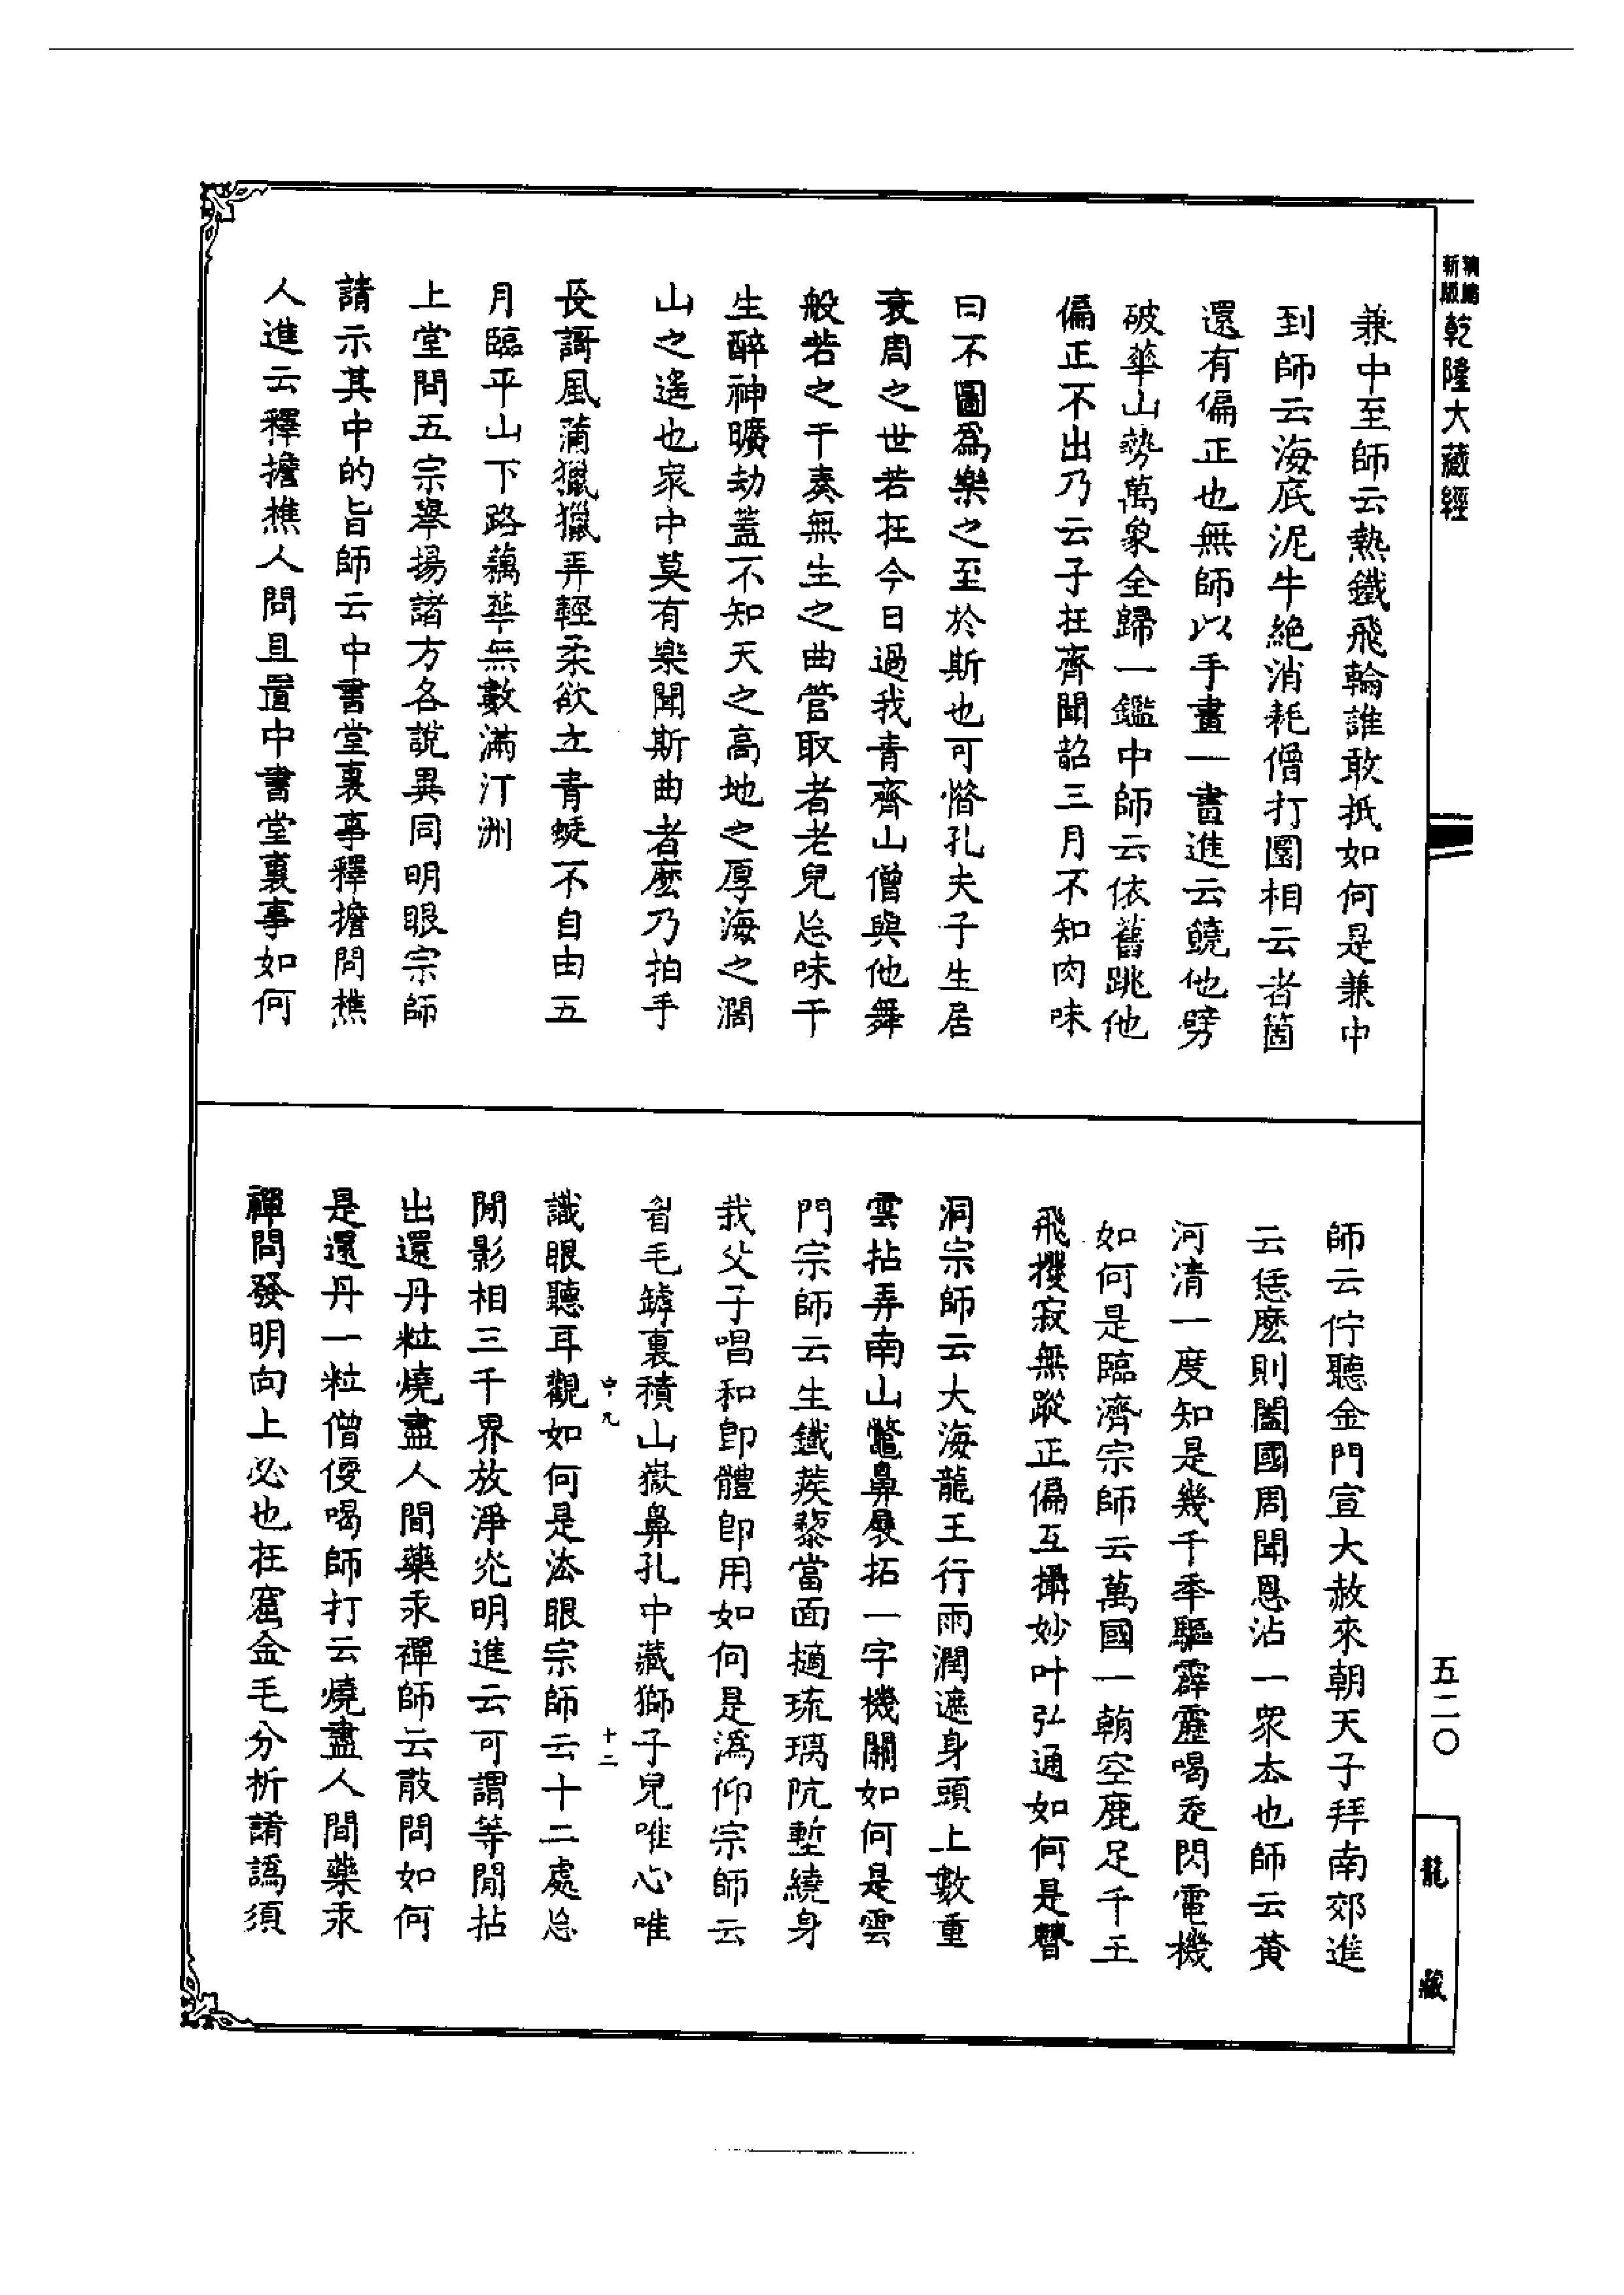 精縮
新版
乾隆大藏經
兼中至師云熱鐵飛輪誰敢抵如何是兼中
到師云海底泥牛絕消耗僧打圓相云者箇
還有偏正也無師以手畫一畫進云饒他劈
破華山勢萬象全歸一鑑中師云依舊跳他
偏正不出乃云子在齊聞韶三月不知肉味
曰不圖為樂之至於斯也可惜孔夫子生居
衰周之世若在今日過我青齊山僧與他舞
般若之干奏無生之曲管取者老兒忘味千
生醉神曠劫蓋不知天之高地之厚海之濶
山之遙也眾中莫有樂聞斯曲者麼乃拍手
長謌風蒲獵獵弄輕柔欲立青蜓不自由五
月臨平山下路藕華無數滿汀洲
上堂問五宗舉揚諸方各說異同明眼宗師
請示其中的旨師云中書堂裏事釋擔問樵
人進云釋擔樵人問且置中書堂裏事如何
師云佇聽金門宣大赦來朝天子拜南郊進
云恁麼則闔國周聞恩沾一眾去也師云黃
河清一度知是幾千年驅霹靂喝走閃電機
如何是臨濟宗師云萬國一朝空鹿足千王
飛攫寂無蹤正偏互攝妙叶弘通如何是曹
洞宗師云大海龍王行雨潤遮身頭上數重
雲拈弄南山鼈鼻展拓一字機關如何是雲
門宗師云生鐵蒺藜當面擿琉璃阬塹繞身
我父子唱和卽體卽用如何是溈仰宗師云
眉毛罅裏積山嶽鼻孔中藏獅子兒唯心唯
識眼聽耳觀如何是法眼宗師云十二處忘
閒影相三千界放淨光明進云可謂等閒拈
出還丹粒燒盡人間藥汞禪師云敢問如何
是還丹一粒僧便喝師打云燒盡人間藥汞
禪問發明向上必也在窟金毛分析誵譌須
五二〇
龍藏